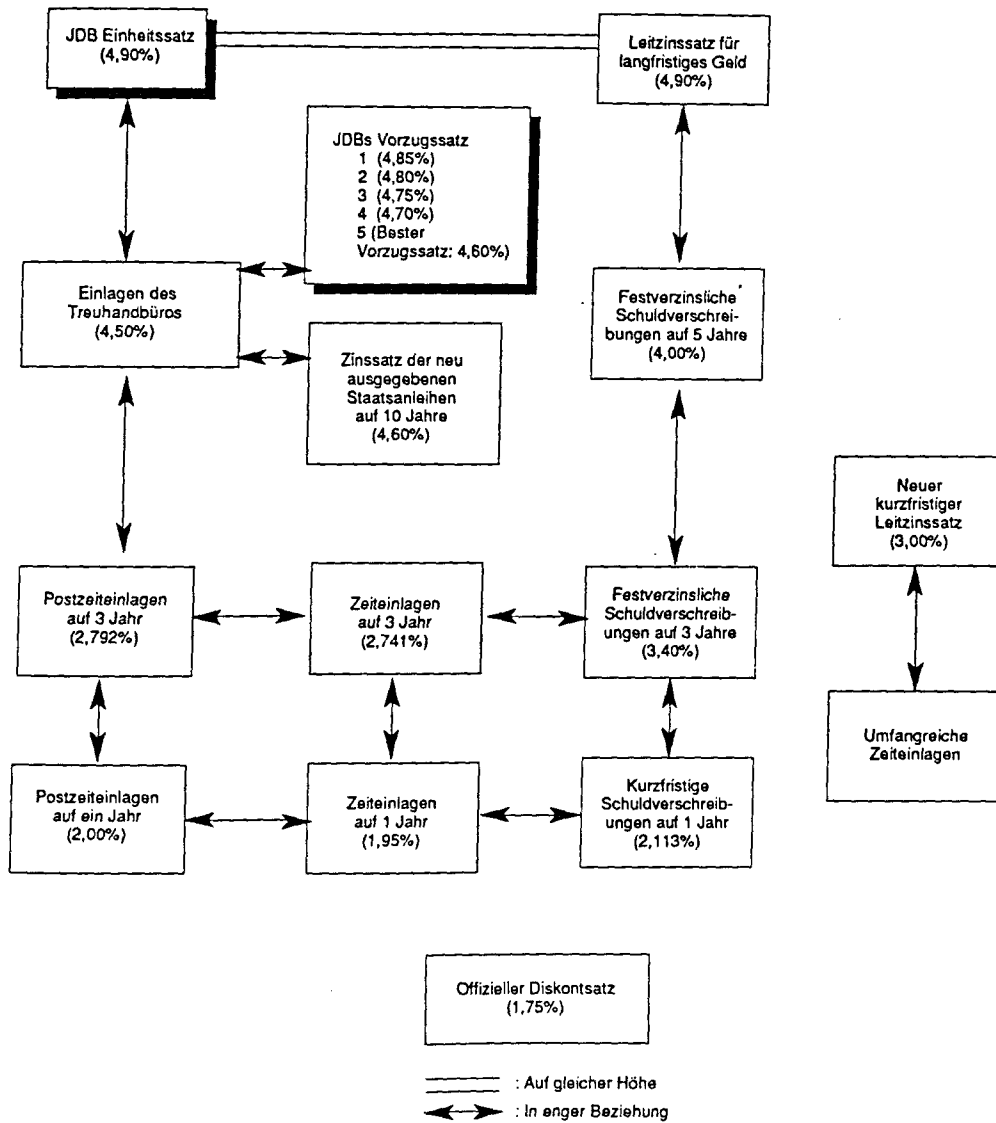 JDB Einheitssatz
(4,90%)
Leitzinssatz für
langfristiges Geld
(4,90%)
JDBs Vorzugssatz
1 (4,85%)
2 (4,80%)
3 (4,75%)
4 (4,70%)
5 (Bester
Vorzugssatz: 4,60%)
Einlagen des
Treuhandbüros
(4,50%)
Festverzinsliche
Schuldverschrei-
bungen auf 5 Jahre
(4,00%)
Zinssatz der neu
ausgegebenen
Staatsanleihen
auf 10 Jahre
(4,60%)
Neuer
kurzfristiger
Leitzinssatz
(3,00%)
Postzeiteinlagen
auf 3 Jahr
(2,792%)
Zeiteinlagen
auf 3 Jahr
(2,741%)
Festverzinsliche
Schuldverschreib-
bungen auf 3 Jahre
(3,40%)
Umfangreiche
Zeiteinlagen
Postzeiteinlagen
auf ein Jahr
(2,00%)
Zeiteinlagen
auf 1 Jahr
(1,95%)
Kurzfristige
Schuldverschreib-
bungen auf 1 Jahr
(2,113%)
Offizieller Diskontsatz
(1,75%)
: Auf gleicher Höhe
: In enger Beziehung